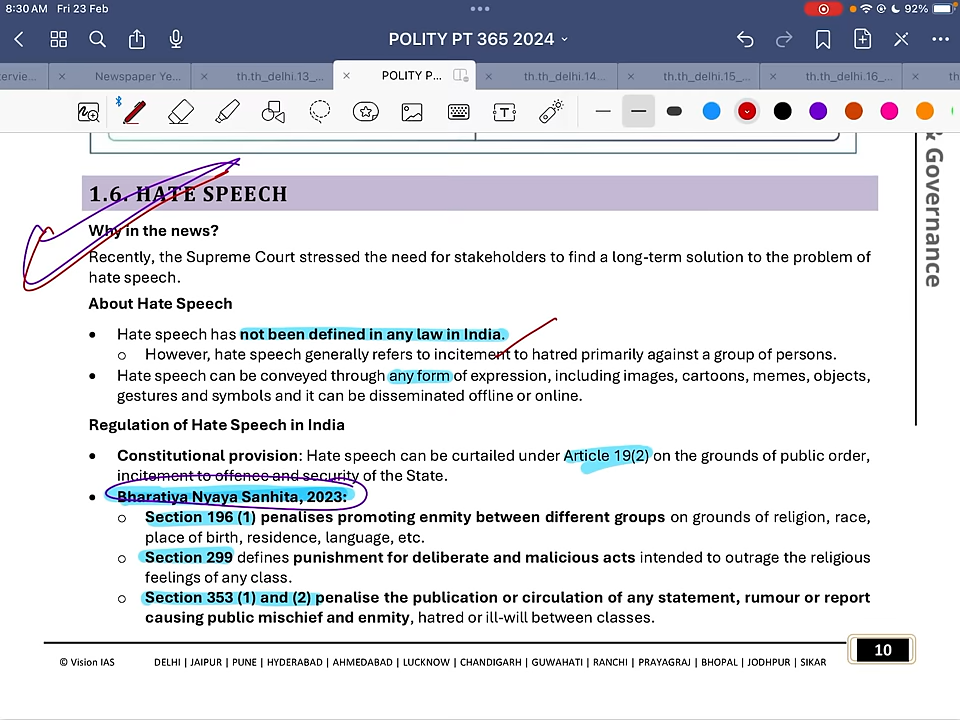 8:30 AM Fri 23 Feb
92%
POLITY PT 365 2024
tervie...
Newspaper Ye...
th.th_delhi.13_...
POLITY P...
th.th_delhi.14...
th.th_delhi.15_...
th.th_delhi.16_...
th
& Governance
1.6. HATE SPEECH
Why in the news?
Recently, the Supreme Court stressed the need for stakeholders to find a long-term solution to the problem of
hate speech.
About Hate Speech
• Hate speech has not been defined in any law in India.
o However, hate speech generally refers to incitement to hatred primarily against a group of persons.
• Hate speech can be conveyed through any form of expression, including images, cartoons, memes, objects,
gestures and symbols and it can be disseminated offline or online.
Regulation of Hate Speech in India
• Constitutional provision: Hate speech can be curtailed under Article 19(2) on the grounds of public order,
incitement to offence and security of the State.
• Bharatiya Nyaya Sanhita, 2023:
o Section 196 (1) penalises promoting enmity between different groups on grounds of religion, race,
place of birth, residence, language, etc.
o Section 299 defines punishment for deliberate and malicious acts intended to outrage the religious
feelings of any class.
o Section 353 (1) and (2) penalise the publication or circulation of any statement, rumour or report
causing public mischief and enmity, hatred or ill-will between classes.
© Vision IAS
DELHI | JAIPUR | PUNE | HYDERABAD | AHMEDABAD | LUCKNOW | CHANDIGARH | GUWAHATI | RANCHI | PRAYAGRAJ | BHOPAL | JODHPUR | SIKAR
10